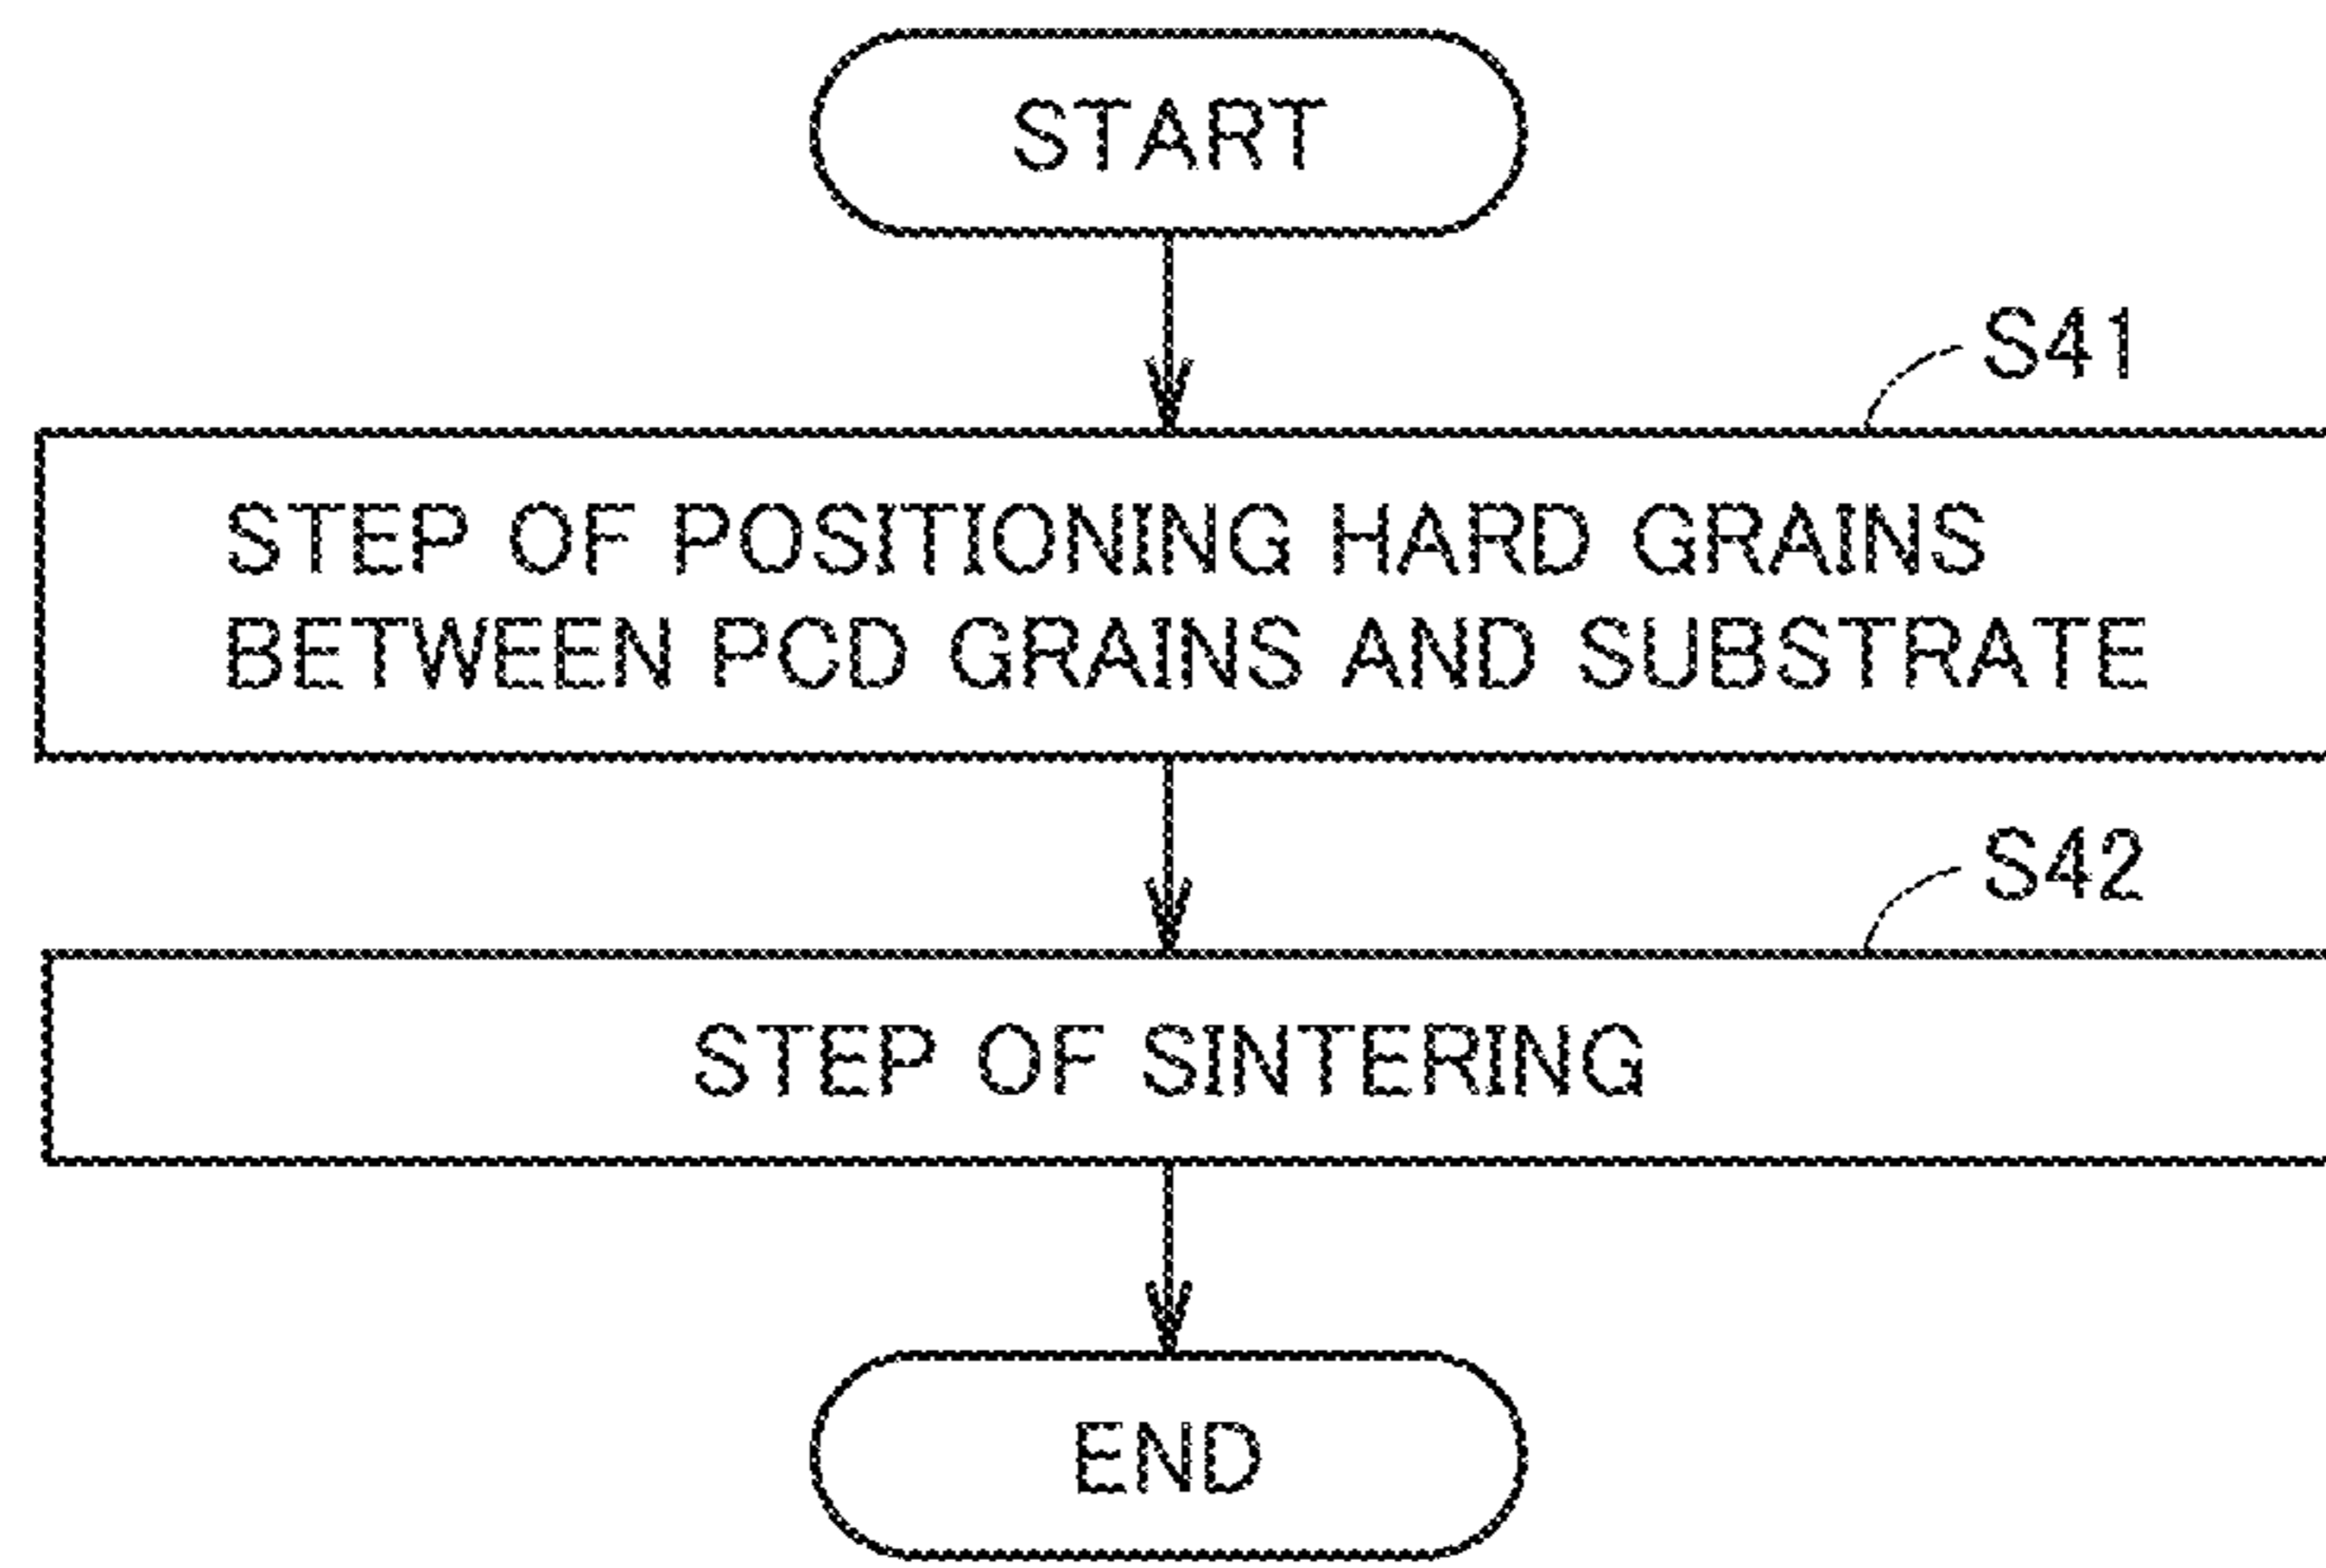 START
S41
STEP OF POSITIONING HARD GRAINS
BETWEEN PCD GRAINS AND SUBSTRATE
S42
STEP OF SINTERING
END